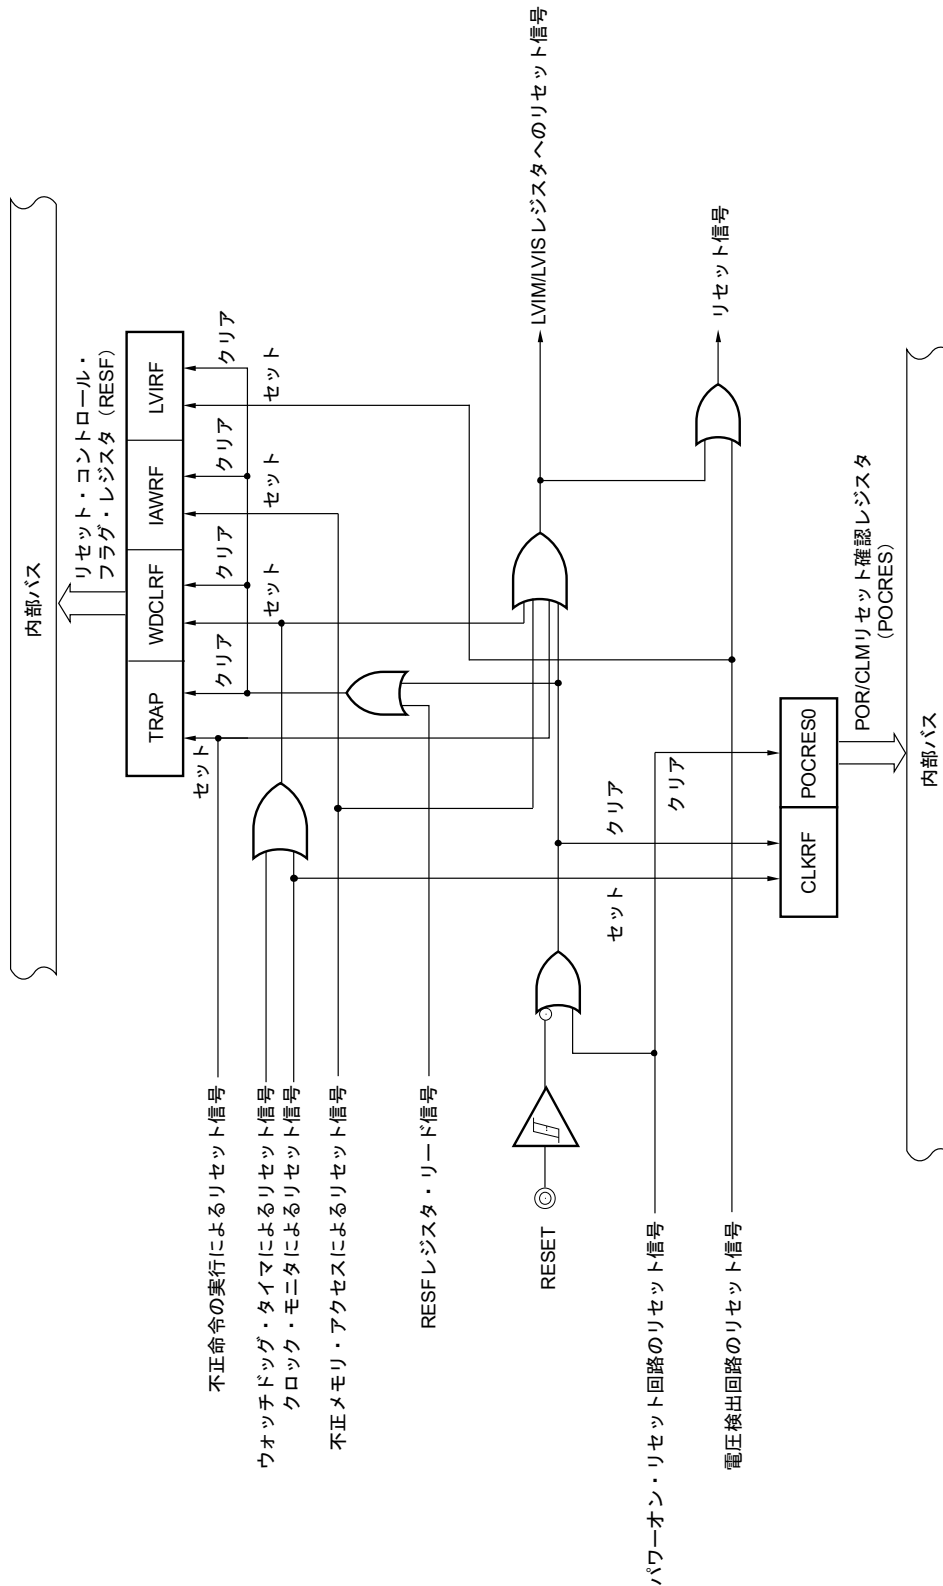 内部バス
リセット・コントロール・
フラグ・レジスタ（RESF）
TRAP
WDCLRF
IAWRF
LVIRF
セット
クリア
セット
クリア
セット
クリア
セット
クリア
不正命令の実行によるリセット信号
ウォッチドッグ・タイマによるリセット信号
クロック・モニタによるリセット信号
不正メモリ・アクセスによるリセット信号
RESFレジスタ・リード信号
RESET
LVIM/LVISレジスタへのリセット信号
リセット信号
セット
クリア
クリア
パワーオン・リセット回路のリセット信号
電圧検出回路のリセット信号
CLKRF
POCRES0
POR/CLMリセット確認レジスタ
(POCRES)
内部バス